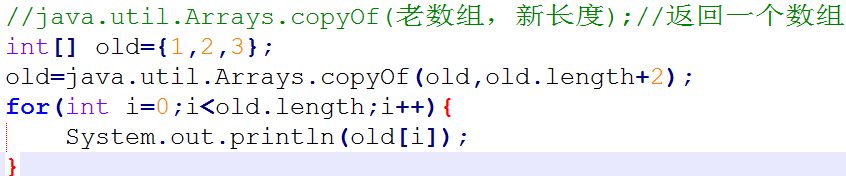 //java.util.Arrays.copyOf(老数组，新长度);//返回一个数组
int[] old={1,2,3};
old=java.util.Arrays.copyOf(old,old.length+2);
for(int i=0;i<old.length;i++){
    System.out.println(old[i]);
}